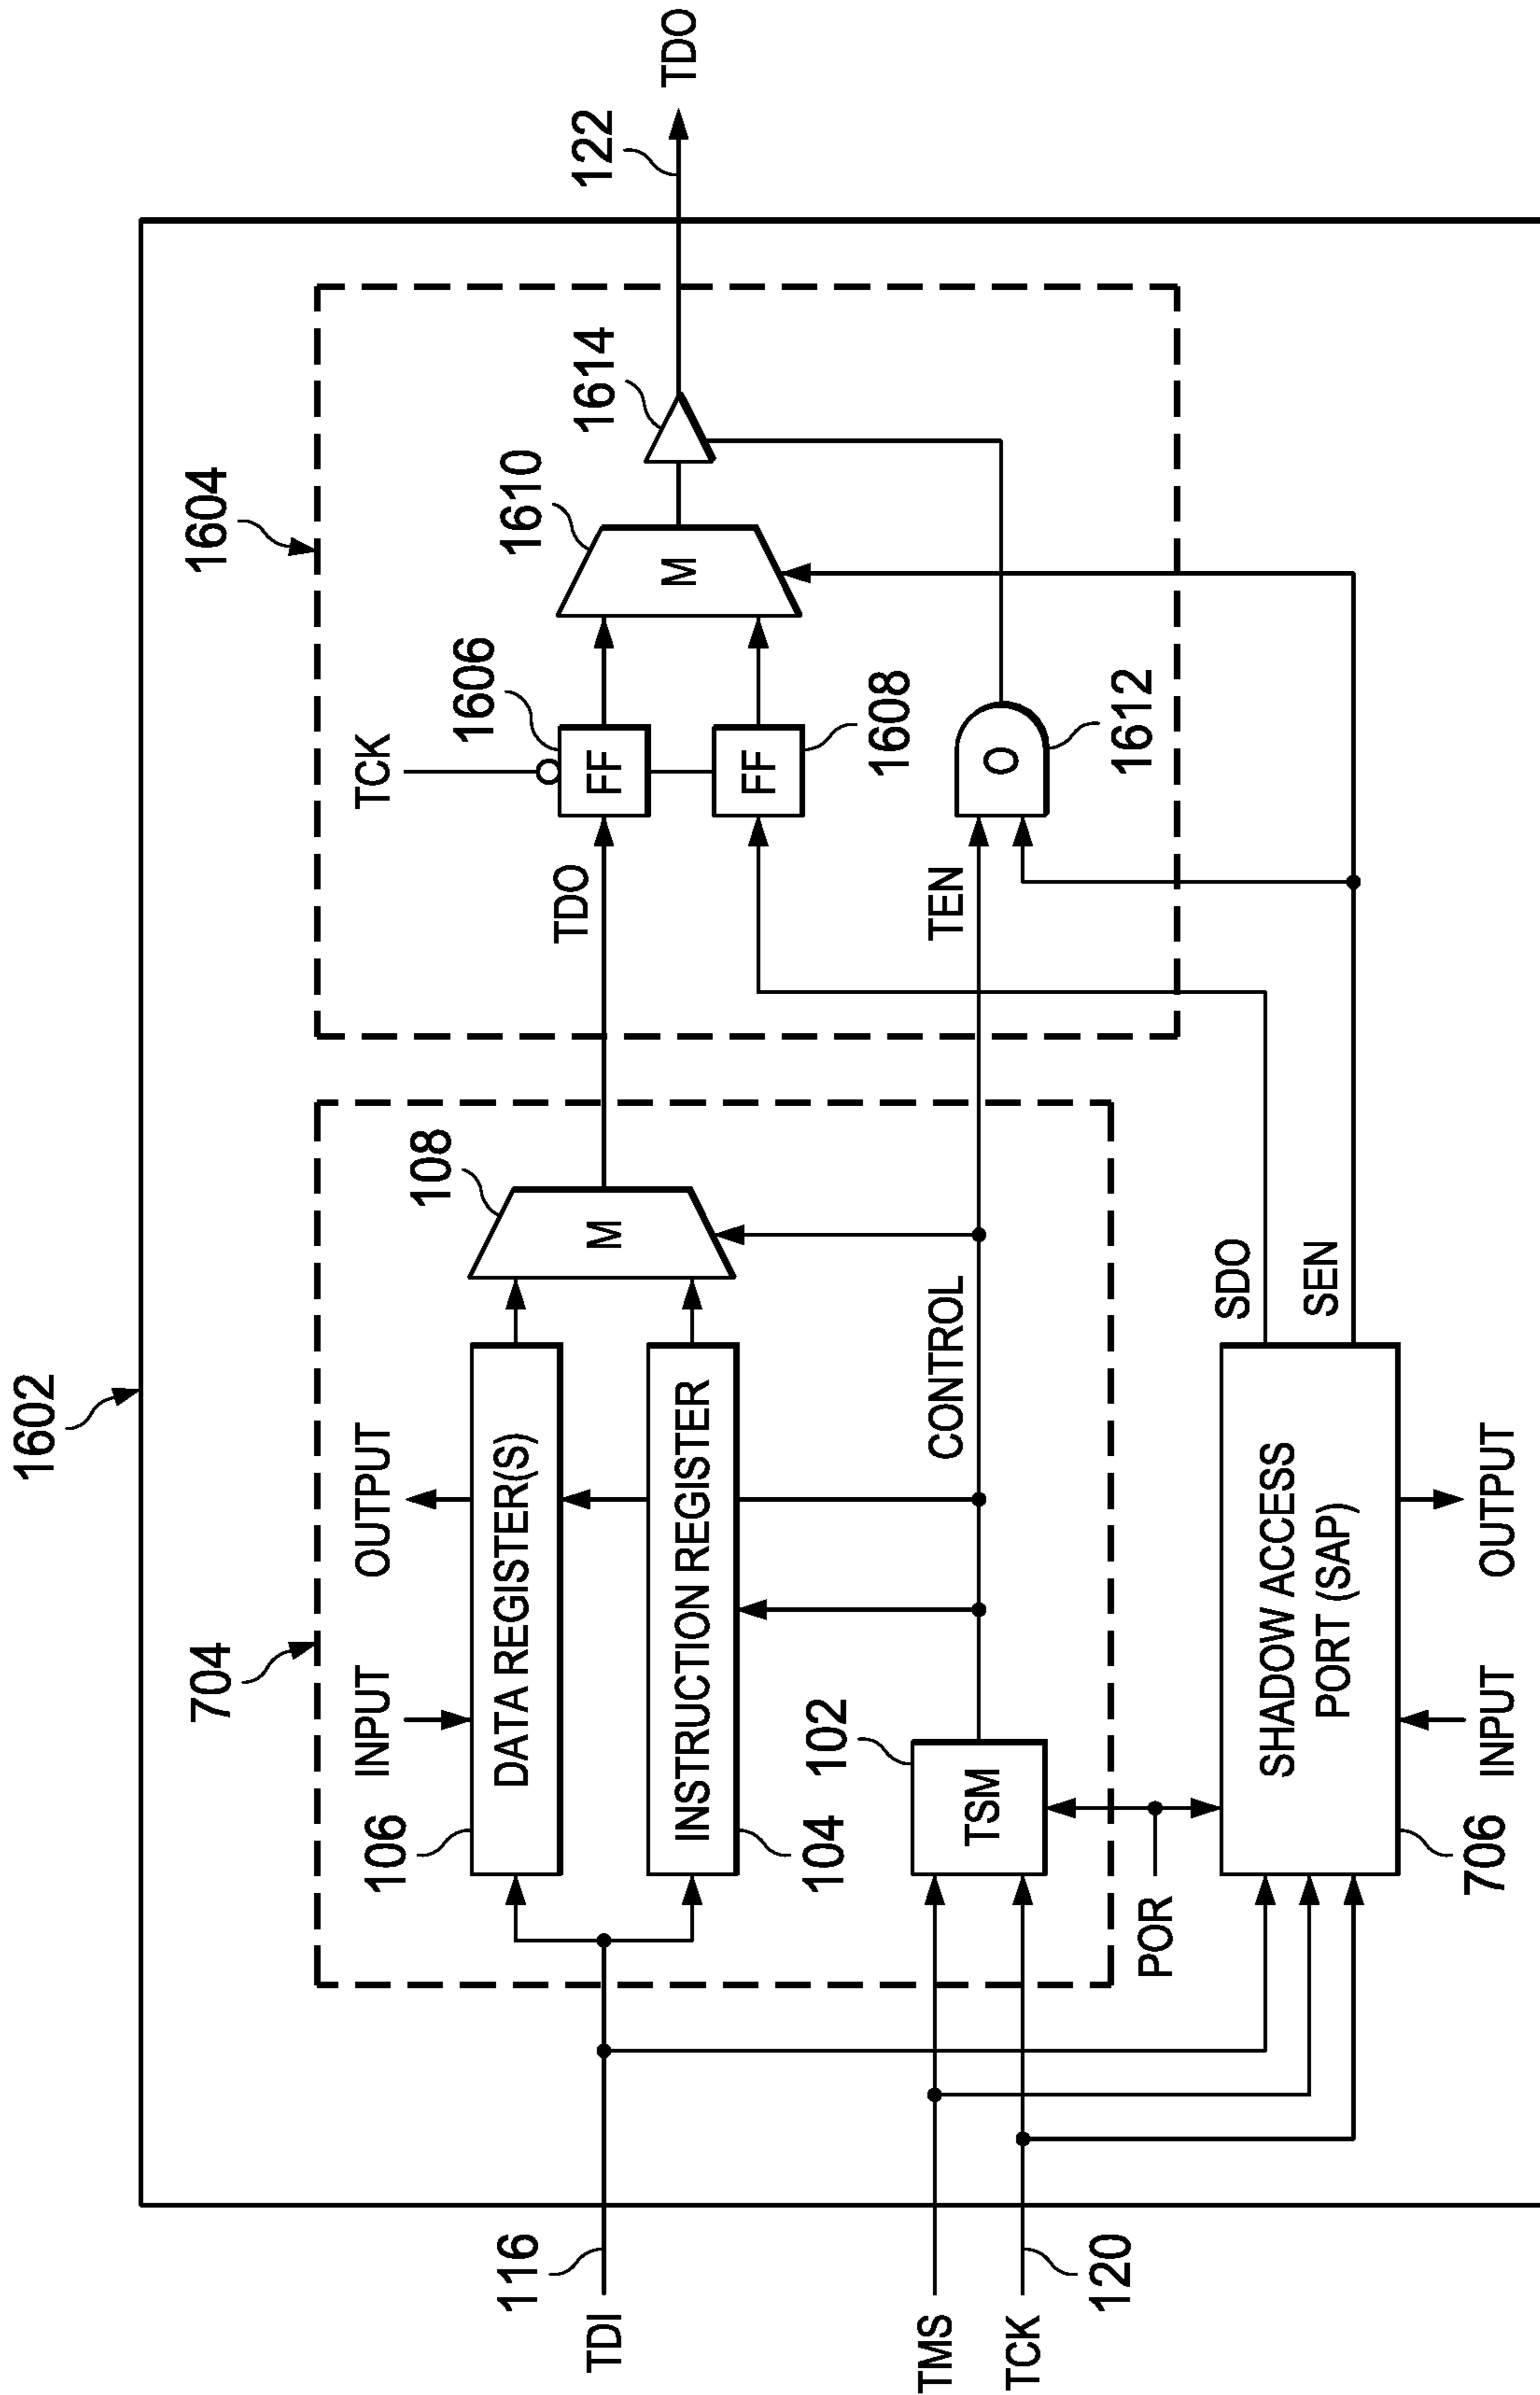 1602
704
1604
INPUT
OUTPUT
TCK
106
108
1606
1610
1614
122
116
TDI
DATA REGISTER(S)
M
TDO
FF
M
TDO
INSTRUCTION REGISTER
FF
104
1608
TMS
102
CONTROL
TEN
TCK
TSM
O
120
1612
POR
SDO
SHADOW ACCESS
PORT (SAP)
SEN
706
INPUT
OUTPUT